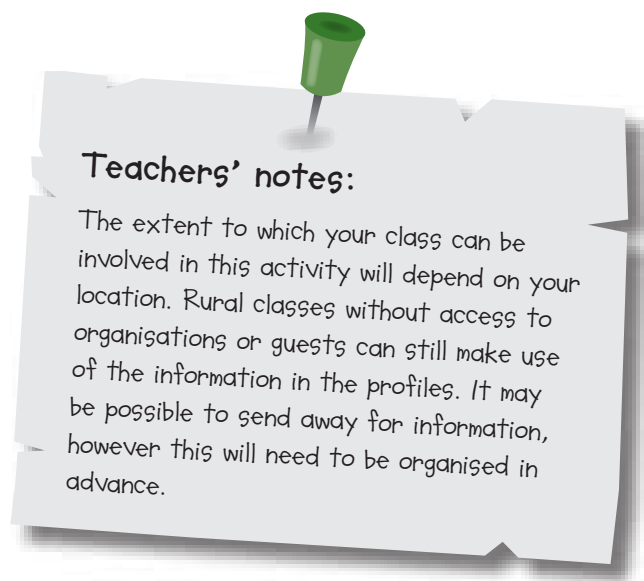 Teachers' notes:
The extent to which your class can be
involved in this activity will depend on your
location. Rural classes without access to
organisations or guests can still make use
of the information in the profiles. It may
be possible to send away for information,
however this will need to be organised in
advance.